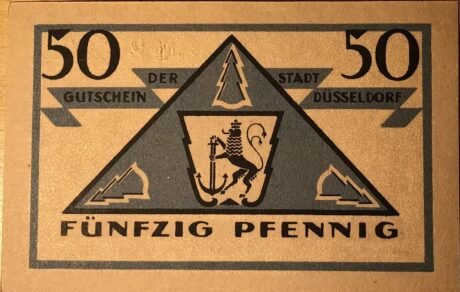 50 50
DER STADT
GUTSCHEIN DÜSSELDORF
FÜNFZIG PFENNIG